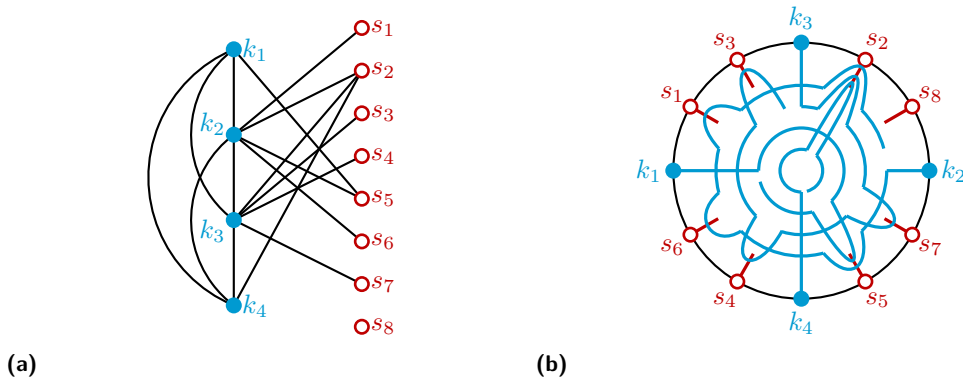 s₁
k₁
s₂
s₃
k₂
s₄
s₅
k₃
s₆
s₇
k₄
s₈
(a)
k₃
s₃
s₂
s₁
s₈
k₁
k₂
s₆
s₇
s₄
s₅
k₄
(b)